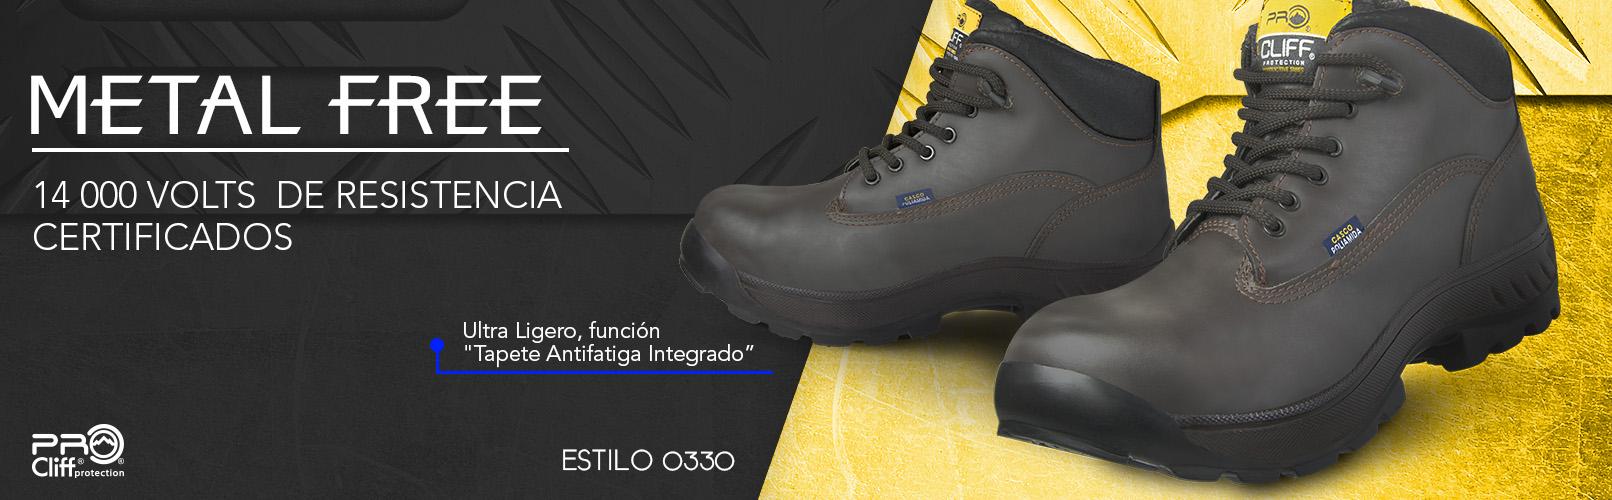 METAL FREE
14 000 VOLTS DE RESISTENCIA
CERTIFICADOS
Ultra Ligero, función
"Tapete Antifatiga Integrado”
PRO
Cliff® protection
ESTILO 0330
CASCO
POLIAMIDA
PRO
CLIFF
PROTECTION
CASCO
POLIAMIDA